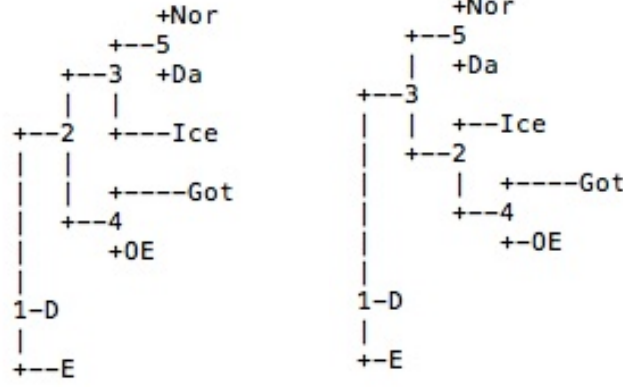 +Nor
+--5
+--3 +Da
| |
+--2 +---Ice
| |
| | +----Got
| +--4
| +OE
|
1-D
|
+--E
+Nor
+--5
| +Da
+--3
| | +--Ice
| +--2
| | +----Got
| +--4
| +-OE
|
1-D
|
+-E